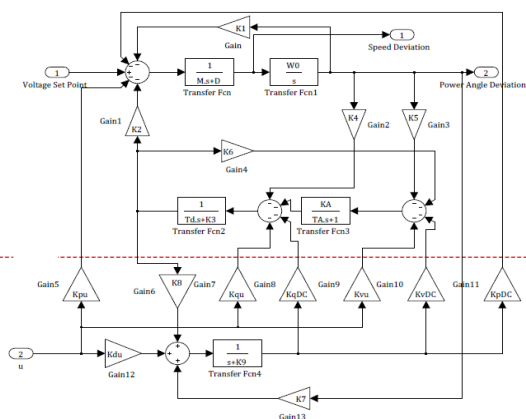 K1
1
Gain
Speed Deviation
1
1
W0
2
M.s+D
s
Voltage Set Point
Power Angle Deviation
Transfer Fcn
Transfer Fcn1
Gain1
K2
K4
Gain2
K5
Gain3
K6
Gain4
1
KA
Td.s+K3
TA.s+1
Transfer Fcn2
Transfer Fcn3
Gain5
Gain6
Gain7
Gain8
Gain9
Gain10
Gain11
Kpu
K8
Kqu
KqDC
Kvu
KvDC
KpDC
2
u
Kdu
Gain12
1
s+K9
Transfer Fcn4
K7
Gain13